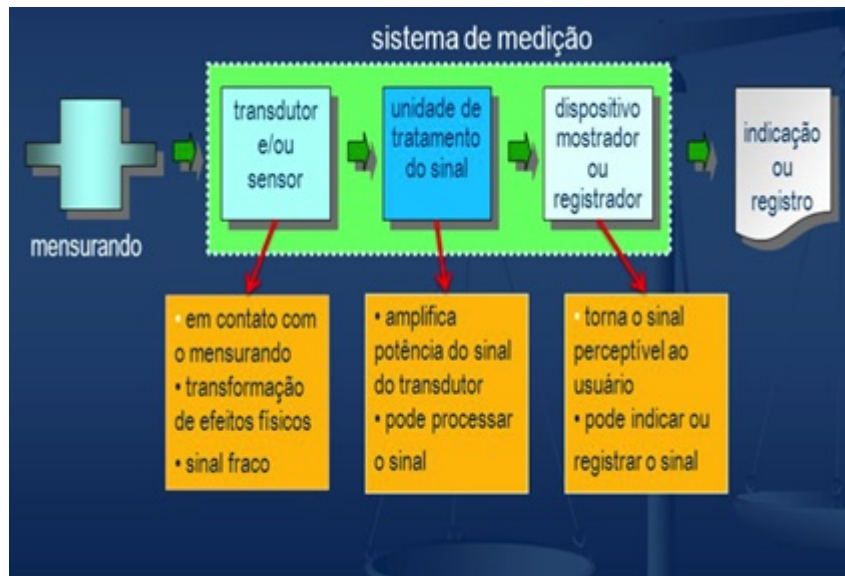 sistema de medição
mensurando
transdutor
e/ou
sensor
unidade de
tratamento
do sinal
dispositivo
mostrador
ou
registrador
indicação
ou
registro
• em contato com
o mensurando
• transformação
de efeitos físicos
• sinal fraco
• amplifica
potência do sinal
do transdutor
• pode processar
o sinal
• torna o sinal
perceptível ao
usuário
• pode indicar ou
registrar o sinal